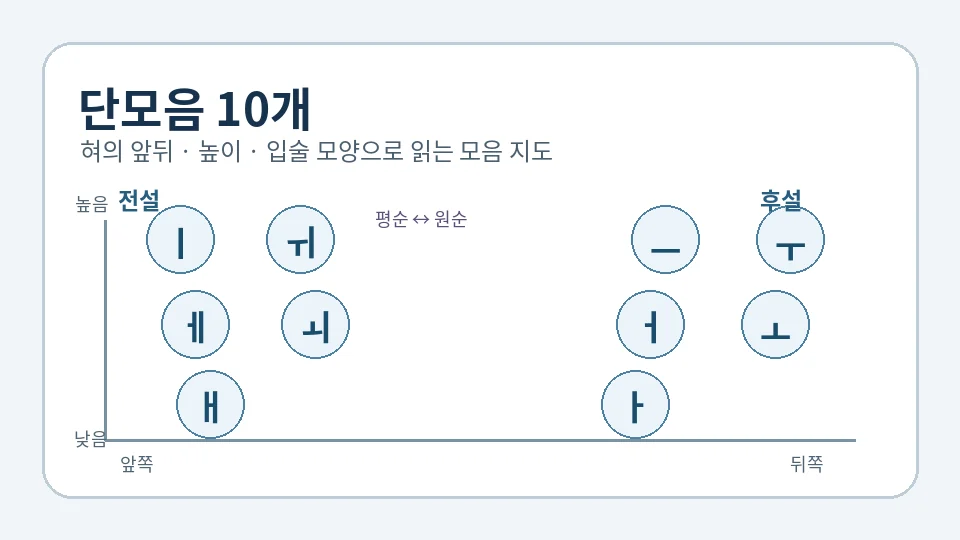 단모음 10개
혀의 앞뒤 · 높이 · 입술 모양으로 읽는 모음 지도
높음 전설 평순 ↔ 원순 후설
ㅣ ㅟ ㅡ ㅜ
ㅔ ㅚ ㅓ ㅗ
ㅐ ㅏ
낮음
앞쪽 뒤쪽